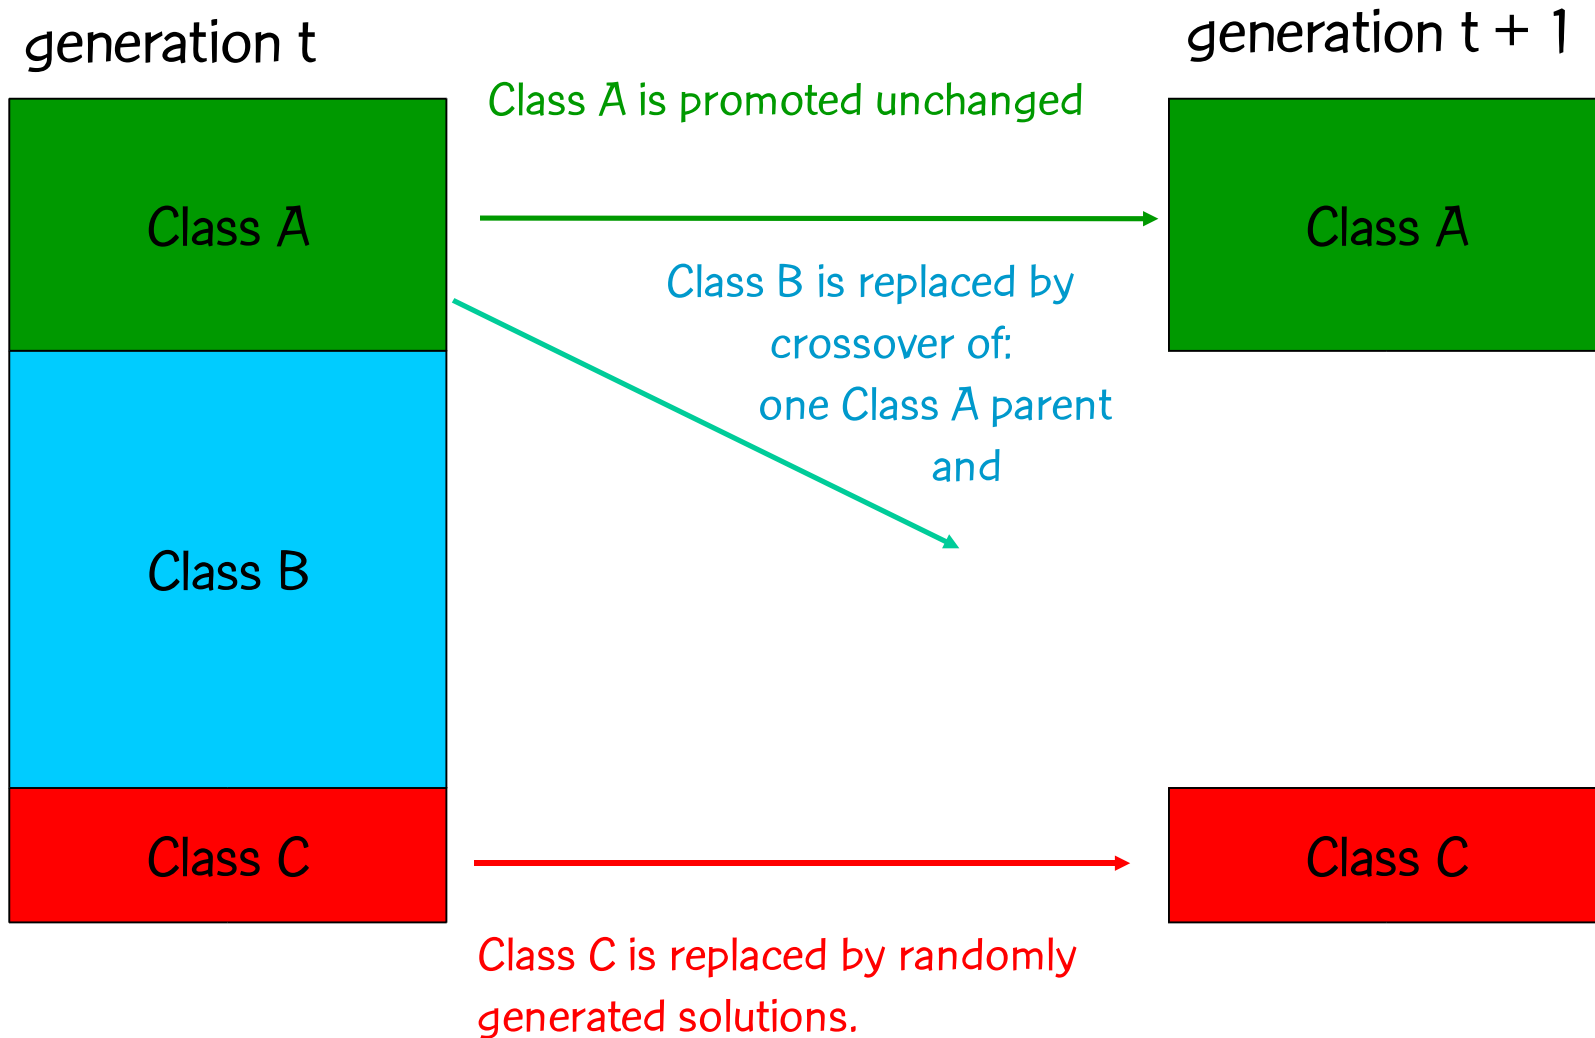 generation t
generation t + 1
Class A is promoted unchanged
Class A
Class A
Class B is replaced by
crossover of:
one Class A parent
and
Class B
Class C
Class C
Class C is replaced by randomly
generated solutions.